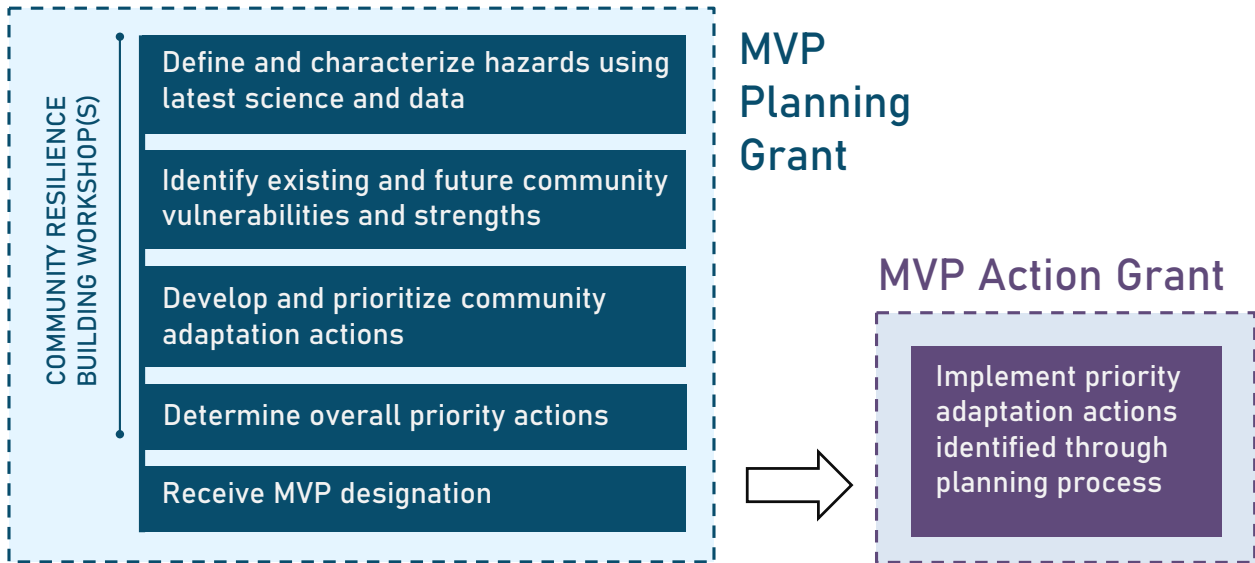 COMMUNITY RESILIENCE
BUILDING WORKSHOP(S)
Define and characterize hazards using
latest science and data
Identify existing and future community
vulnerabilities and strengths
Develop and prioritize community
adaptation actions
Determine overall priority actions
Receive MVP designation
MVP
Planning
Grant
MVP Action Grant
Implement priority
adaptation actions
identified through
planning process